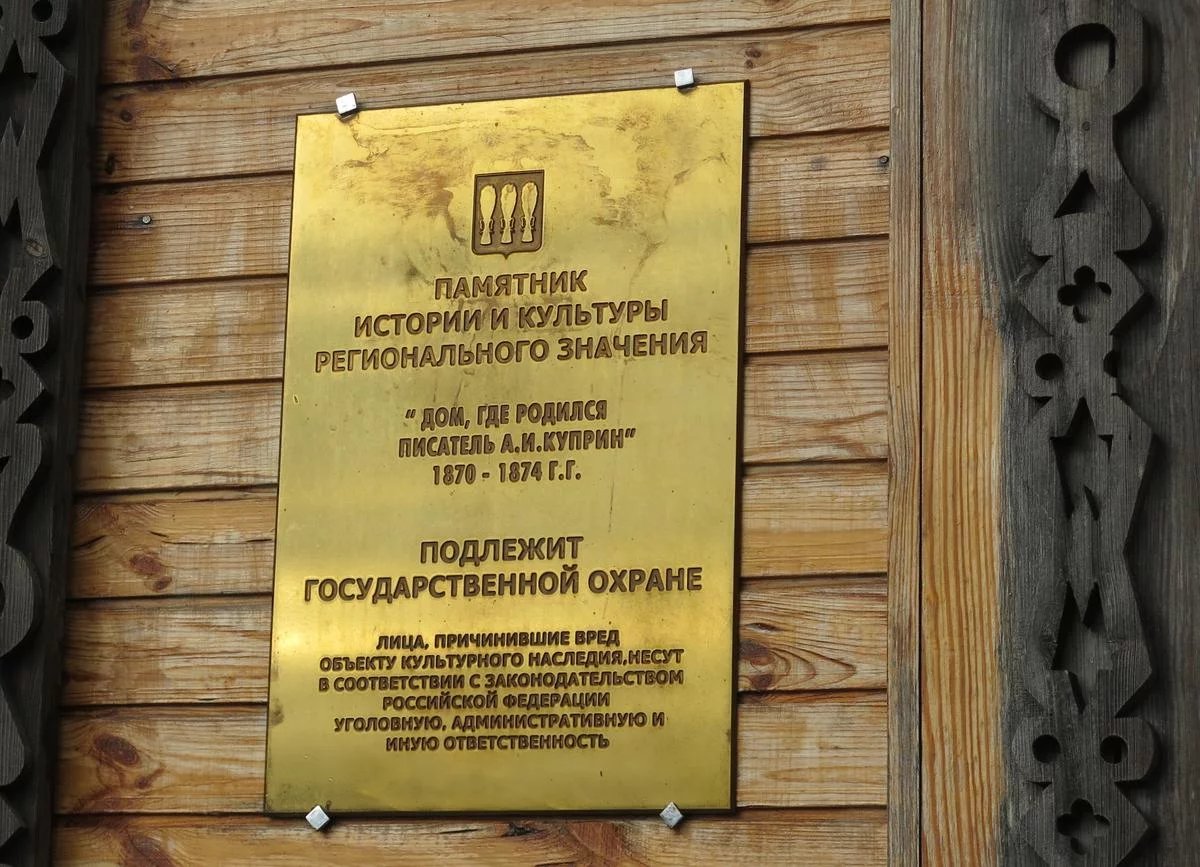 ПАМЯТНИК
ИСТОРИИ И КУЛЬТУРЫ
РЕГИОНАЛЬНОГО ЗНАЧЕНИЯ
“ ДОМ, ГДЕ РОДИЛСЯ
ПИСАТЕЛЬ А.И.КУПРИН”
1870 - 1874 Г.Г.
ПОДЛЕЖИТ
ГОСУДАРСТВЕННОЙ ОХРАНЕ
ЛИЦА, ПРИЧИНИВШИЕ ВРЕД
ОБЪЕКТУ КУЛЬТУРНОГО НАСЛЕДИЯ,НЕСУТ
В СООТВЕТСТВИИ С ЗАКОНОДАТЕЛЬСТВОМ
РОССИЙСКОЙ ФЕДЕРАЦИИ
УГОЛОВНУЮ, АДМИНИСТРАТИВНУЮ И
ИНУЮ ОТВЕТСТВЕННОСТЬ